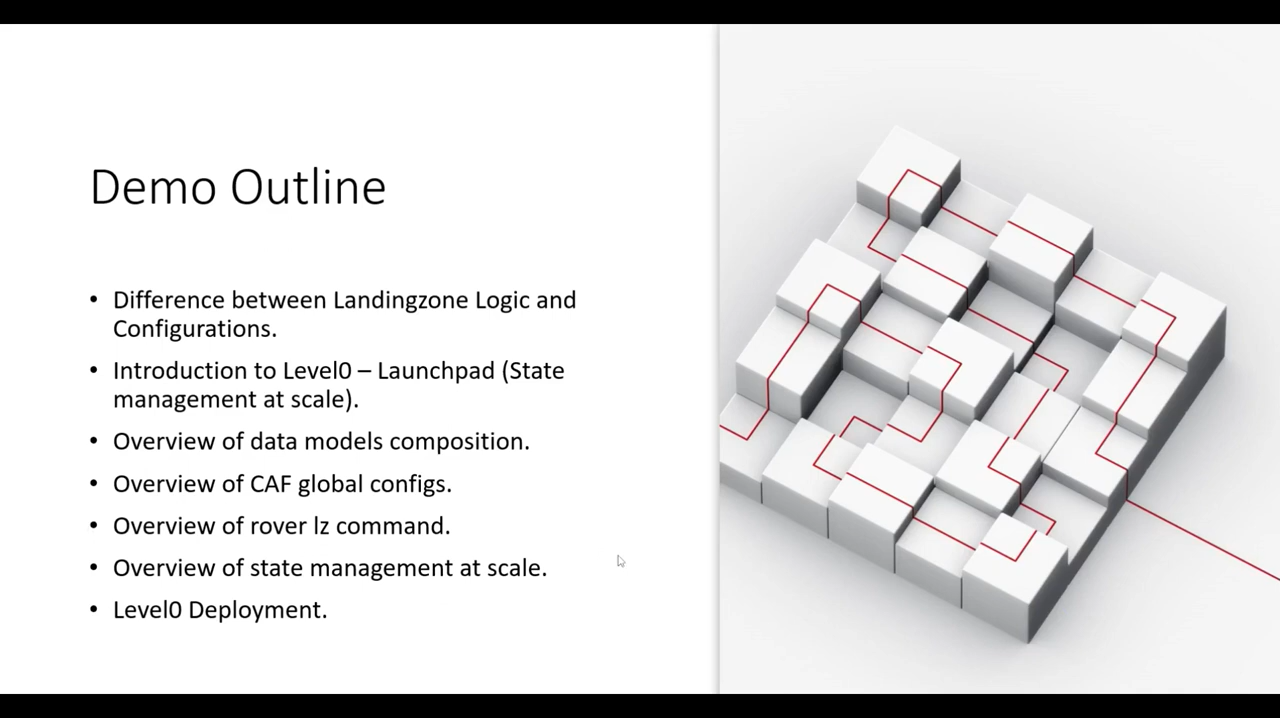 Demo Outline
• Difference between Landingzone Logic and
Configurations.
• Introduction to Level0 – Launchpad (State
management at scale).
• Overview of data models composition.
• Overview of CAF global configs.
• Overview of rover lz command.
• Overview of state management at scale.
• Level0 Deployment.